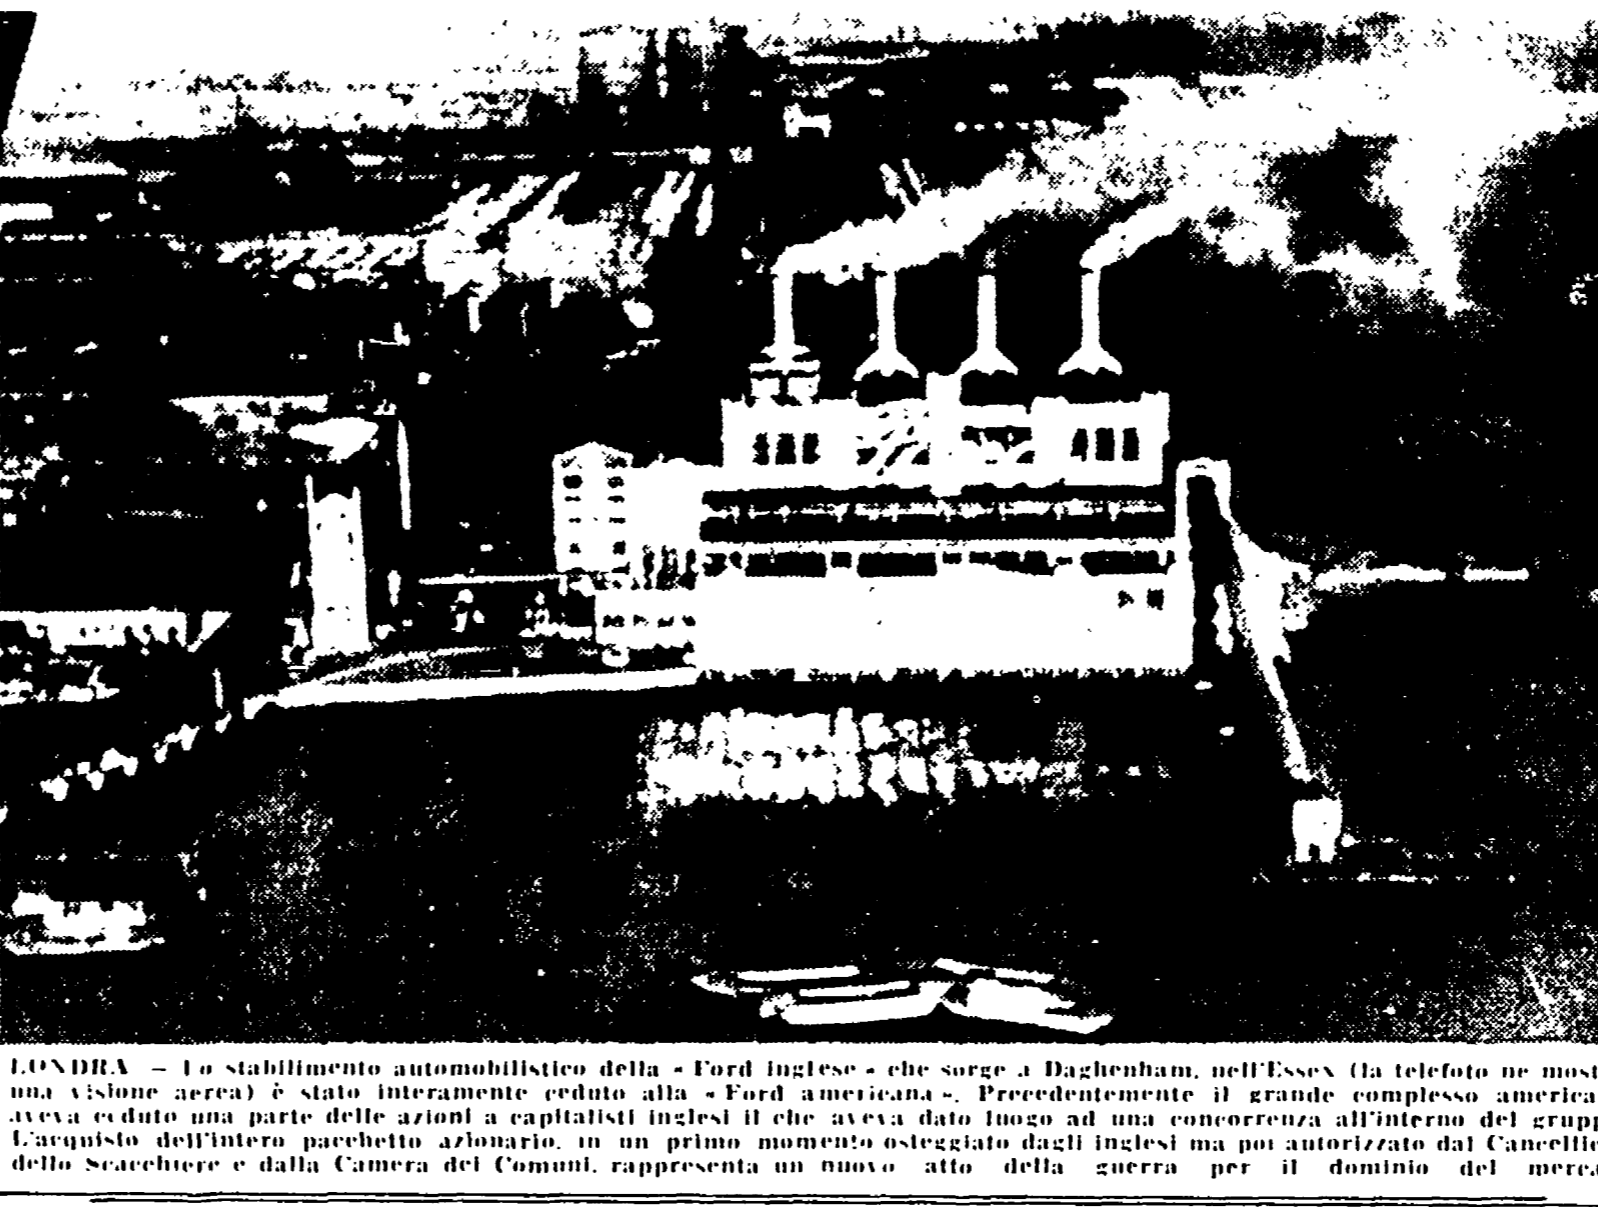 LONDRA — Lo stabilimento automobilistico della « Ford inglese » che sorge a Daghenham, nell'Essex (la telefoto ne most
una visione aerea) è stato interamente ceduto alla « Ford americana ». Precedentemente il grande complesso america
aveva ceduto una parte delle azioni a capitalisti inglesi il che aveva dato luogo ad una concorrenza all'interno del grupp
L'acquisto dell'intero pacchetto azionario, in un primo momento osteggiato dagli inglesi ma poi autorizzato dal Cancellie
dello Scacchiere e dalla Camera dei Comuni, rappresenta un nuovo atto della guerra per il dominio del merca